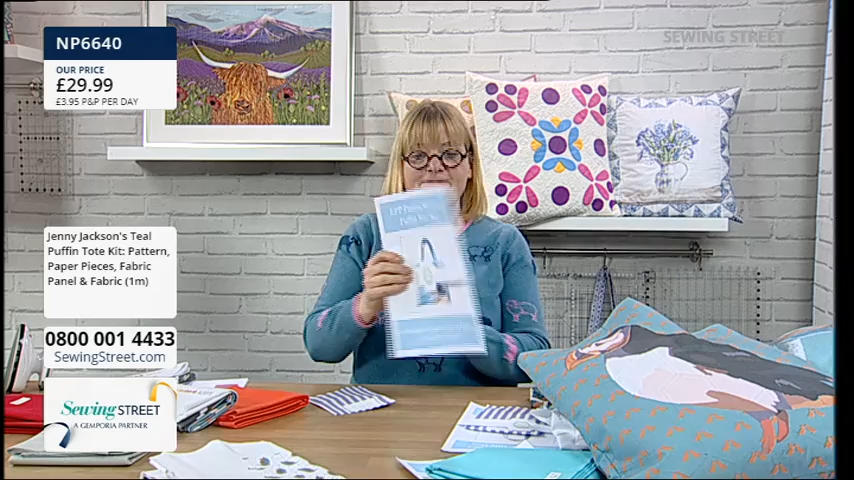 NP6640
OUR PRICE
£29.99
£3.95 P&P PER DAY
SEWING STREET
Jenny Jackson's Teal
Puffin Tote Kit: Pattern,
Paper Pieces, Fabric
Panel & Fabric (1m)
0800 001 4433
SewingStreet.com
Sewing STREET
A GEMPORIA PARTNER